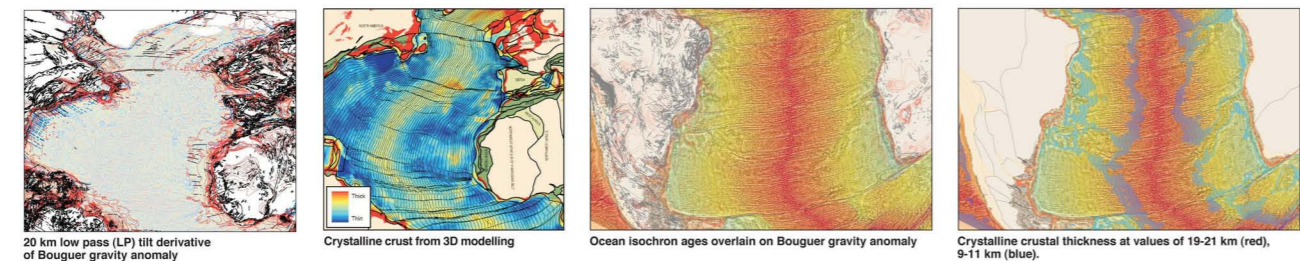 NORTH AMERICA
Thick
Thin
20 km low pass (LP) tilt derivative
of Bouguer gravity anomaly
Crystalline crust from 3D modelling
Ocean isochron ages overlain on Bouguer gravity anomaly
Crystalline crustal thickness at values of 19-21 km (red),
9-11 km (blue).